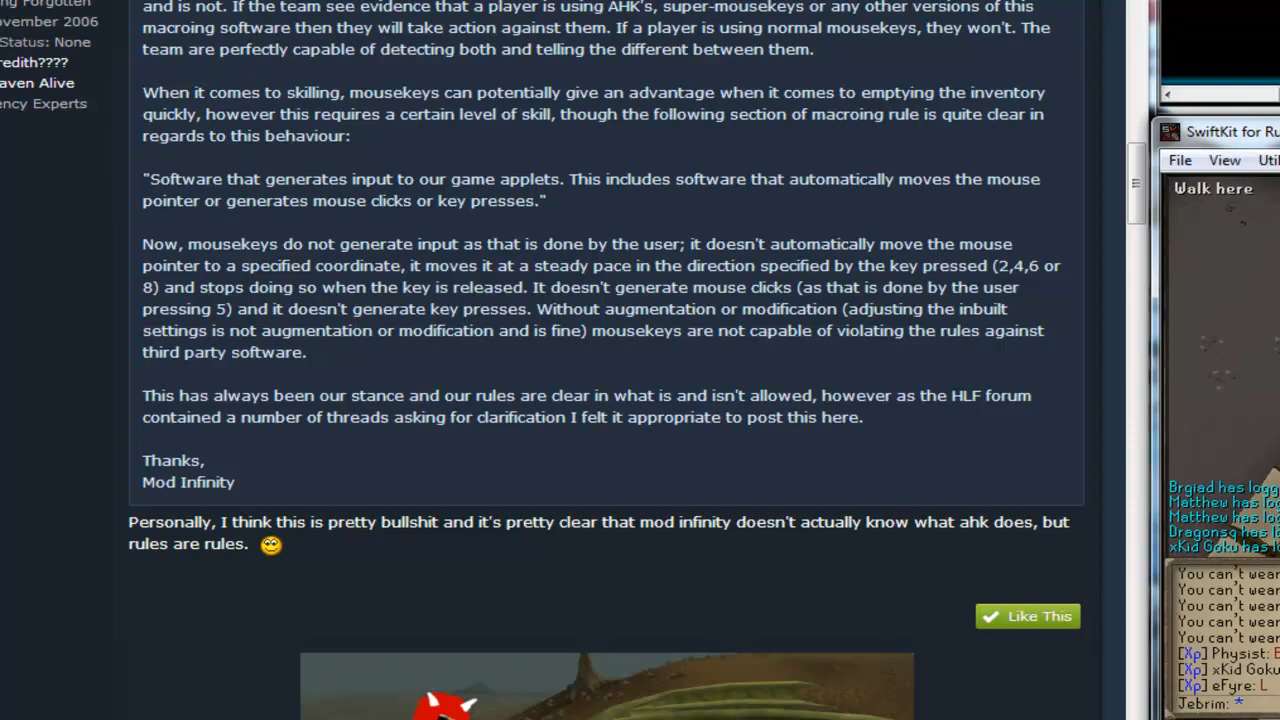 ng Forgotten
ovember 2006
Status: None
redith????
aven Alive
ency Experts
and is not. If the team see evidence that a player is using AHK's, super-mousekeys or any other versions of this
macroing software then they will take action against them. If a player is using normal mousekeys, they won't. The
team are perfectly capable of detecting both and telling the different between them.
When it comes to skilling, mousekeys can potentially give an advantage when it comes to emptying the inventory
quickly, however this requires a certain level of skill, though the following section of macroing rule is quite clear in
regards to this behaviour:
"Software that generates input to our game applets. This includes software that automatically moves the mouse
pointer or generates mouse clicks or key presses."
Now, mousekeys do not generate input as that is done by the user; it doesn't automatically move the mouse
pointer to a specified coordinate, it moves it at a steady pace in the direction specified by the key pressed (2,4,6 or
8) and stops doing so when the key is released. It doesn't generate mouse clicks (as that is done by the user
pressing 5) and it doesn't generate key presses. Without augmentation or modification (adjusting the inbuilt
settings is not augmentation or modification and is fine) mousekeys are not capable of violating the rules against
third party software.
This has always been our stance and our rules are clear in what is and isn't allowed, however as the HLF forum
contained a number of threads asking for clarification I felt it appropriate to post this here.
Thanks,
Mod Infinity
Personally, I think this is pretty bullshit and it's pretty clear that mod infinity doesn't actually know what ahk does, but
rules are rules.
Like This
SwiftKit for Ru
File View Util
Walk here
Brgiad has logg
Matthew has lo
Matthew has lo
Dragonsq has lo
xKid Goku has lo
You can't wear
You can't wear
You can't wear
You can't wear
You can't wear
[Xp] Physist: E
[Xp] xKid Goku
[Xp] eFyre: L
Jebrim: *